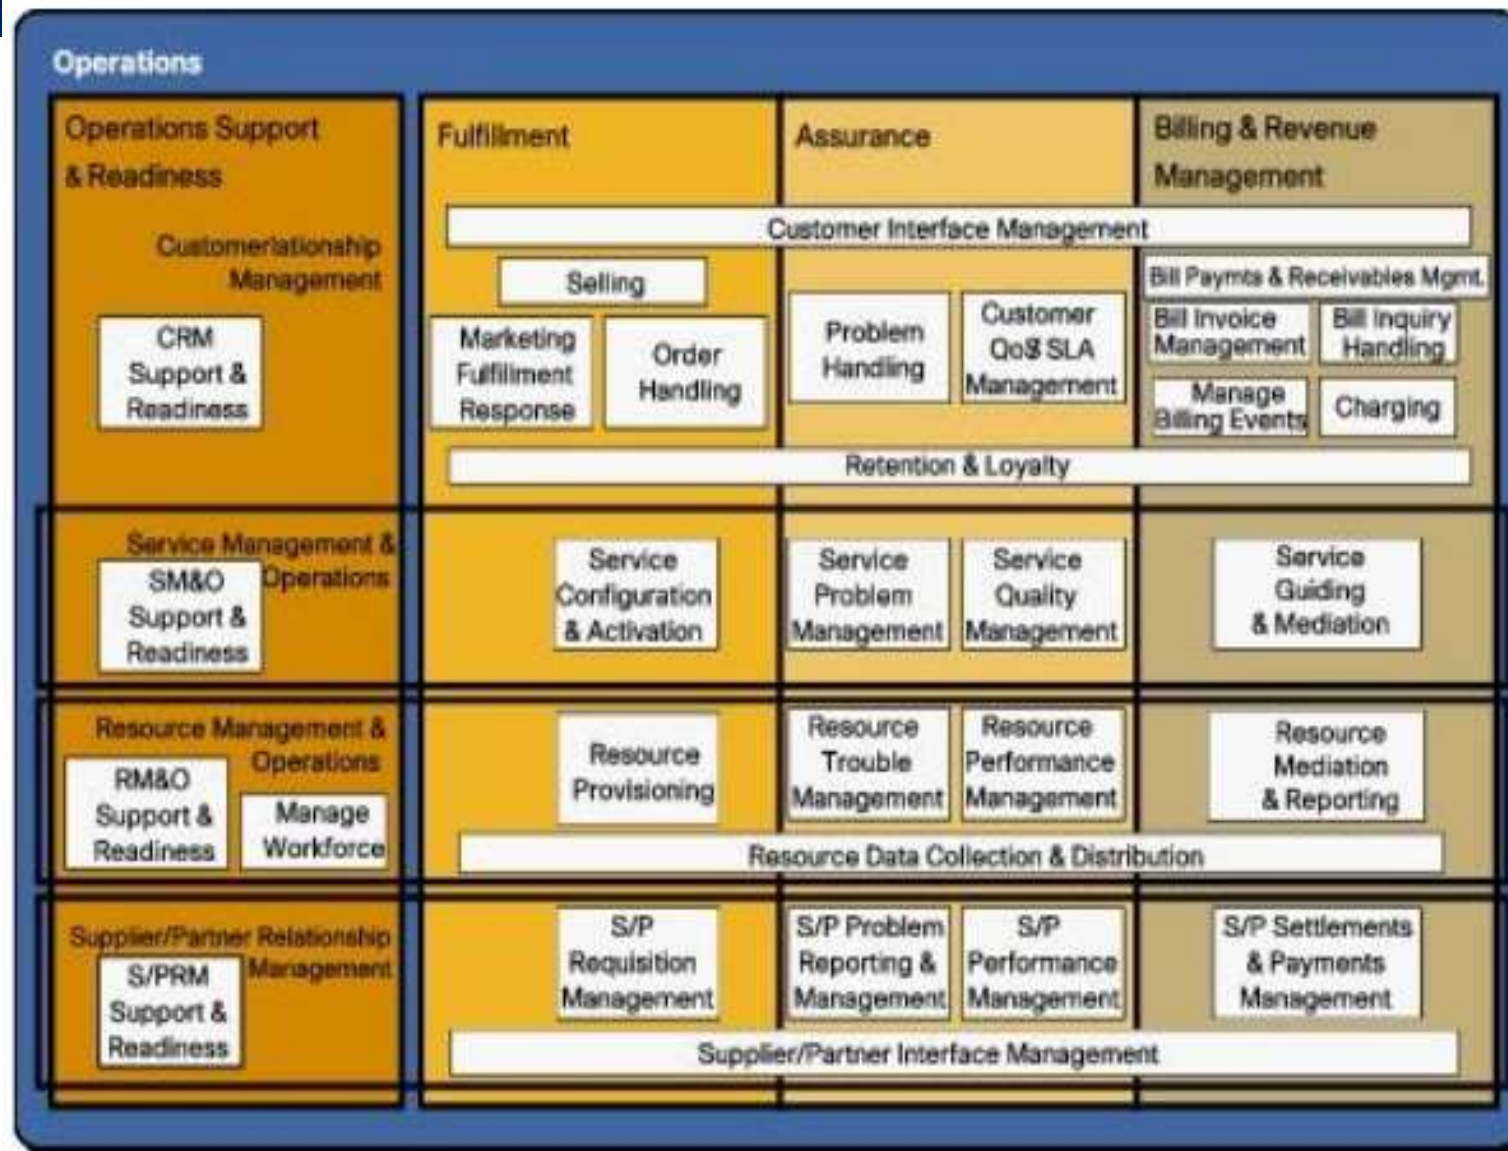 Operations
Operations Support
& Readiness
Fulfillment
Assurance
Billing & Revenue
Management
Customer Interface Management
Customerlationship
Management
CRM
Support &
Readiness
Selling
Marketing
Fulfillment
Response
Order
Handling
Problem
Handling
Customer
QoS SLA
Management
Bill Paymts & Receivables Mgmt.
Bill Invoice
Management
Bill Inquiry
Handling
Manage
Billing Events
Charging
Retention & Loyalty
Service Management &
Operations
SM&O
Support &
Readiness
Service
Configuration
& Activation
Service
Problem
Management
Service
Quality
Management
Service
Guiding
& Mediation
Resource Management &
Operations
RM&O
Support &
Readiness
Manage
Workforce
Resource
Provisioning
Resource
Trouble
Management
Resource
Performance
Management
Resource
Mediation
& Reporting
Resource Data Collection & Distribution
Supplier/Partner Relationship
Management
S/PRM
Support &
Readiness
S/P
Requisition
Management
S/P Problem
Reporting &
Management
S/P
Performance
Management
S/P Settlements
& Payments
Management
Supplier/Partner Interface Management